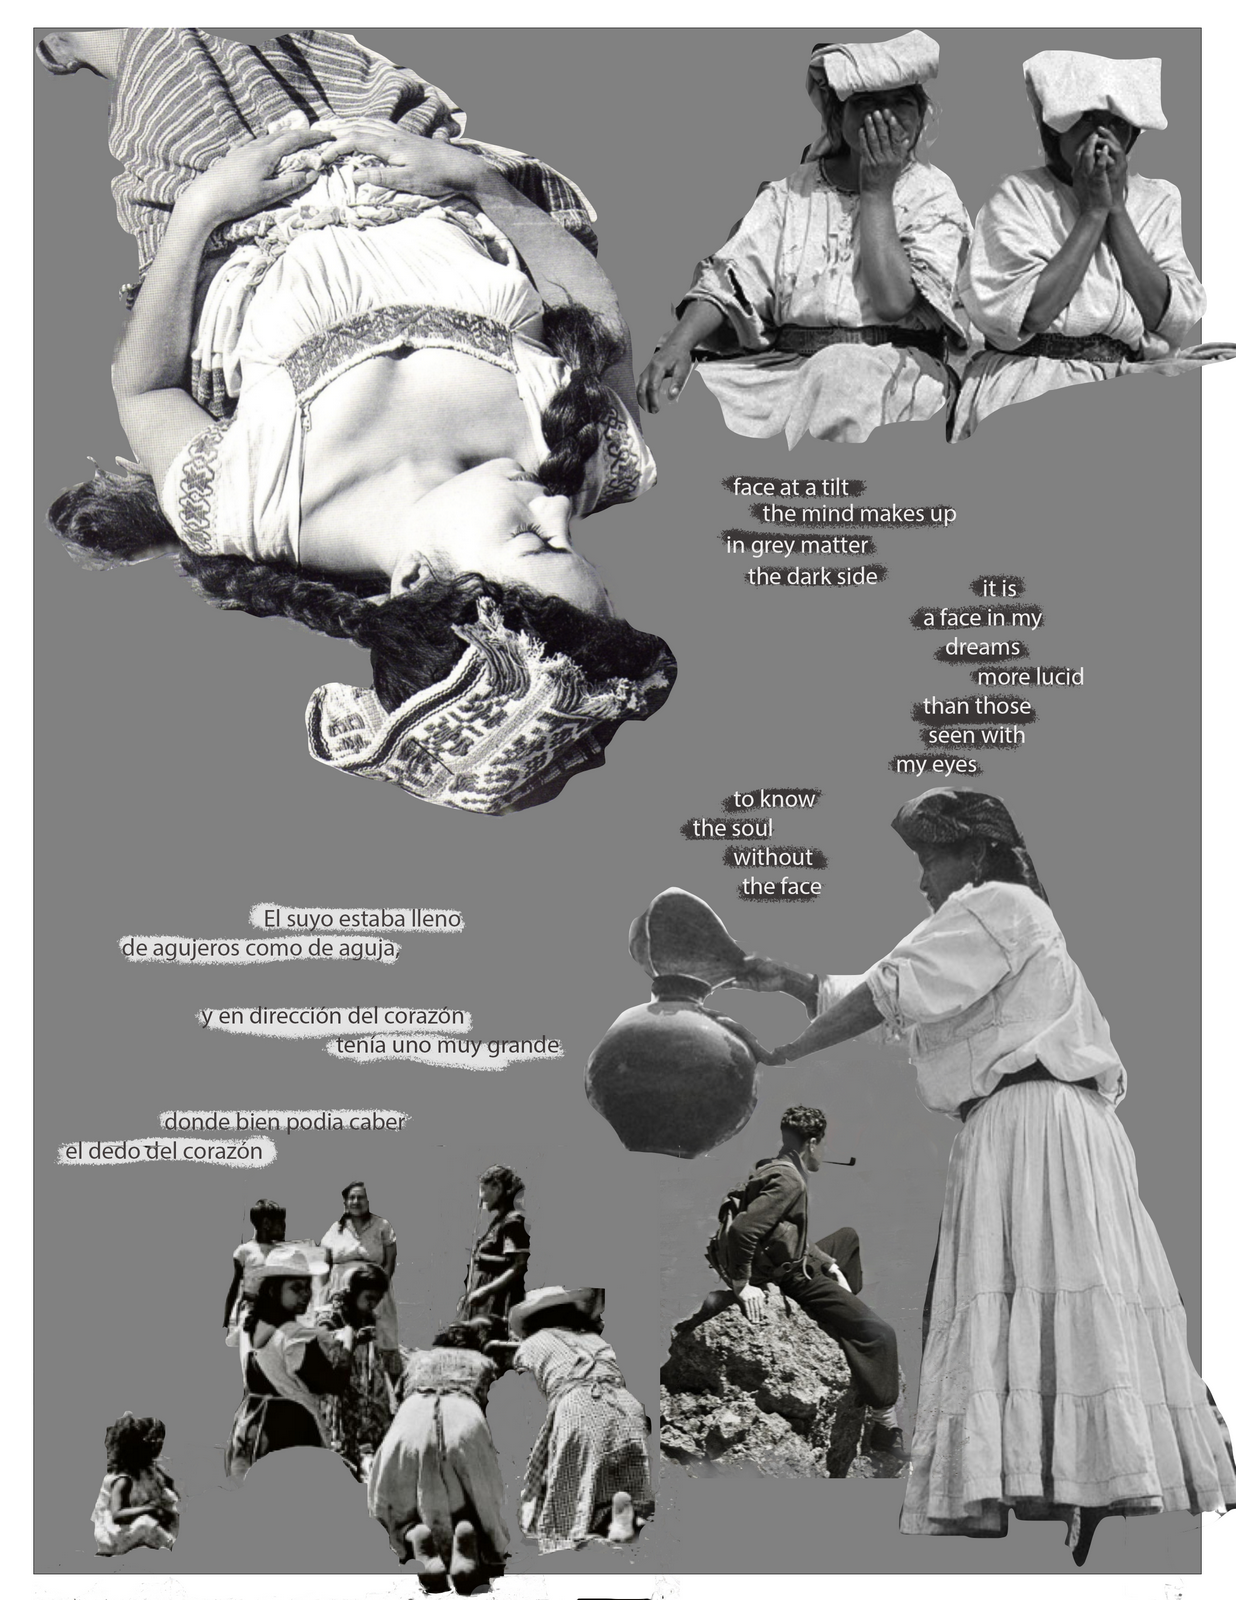 face at a tilt
the mind makes up
in grey matter
the dark side
it is
a face in my
dreams
more lucid
than those
seen with
my eyes
to know
the soul
without
the face
El suyo estaba lleno
de agujeros como de aguja,
y en dirección del corazón
tenía uno muy grande
donde bien podia caber
el dedo del corazón